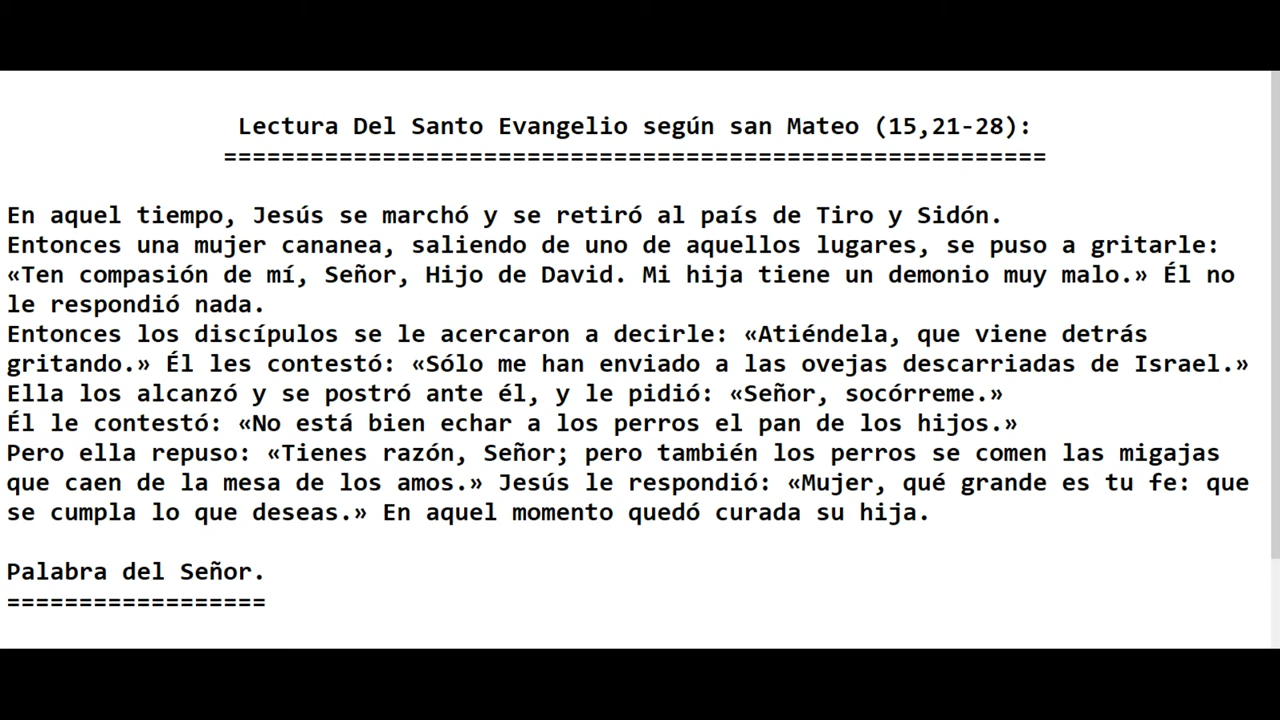 Lectura Del Santo Evangelio según san Mateo (15,21-28):
=========================================================
En aquel tiempo, Jesús se marchó y se retiró al país de Tiro y Sidón.
Entonces una mujer cananea, saliendo de uno de aquellos lugares, se puso a gritarle:
«Ten compasión de mí, Señor, Hijo de David. Mi hija tiene un demonio muy malo.» Él no
le respondió nada.
Entonces los discípulos se le acercaron a decirle: «Atiéndela, que viene detrás
gritando.» Él les contestó: «Sólo me han enviado a las ovejas descarriadas de Israel.»
Ella los alcanzó y se postró ante él, y le pidió: «Señor, socórreme.»
Él le contestó: «No está bien echar a los perros el pan de los hijos.»
Pero ella repuso: «Tienes razón, Señor; pero también los perros se comen las migajas
que caen de la mesa de los amos.» Jesús le respondió: «Mujer, qué grande es tu fe: que
se cumpla lo que deseas.» En aquel momento quedó curada su hija.
Palabra del Señor.
==================